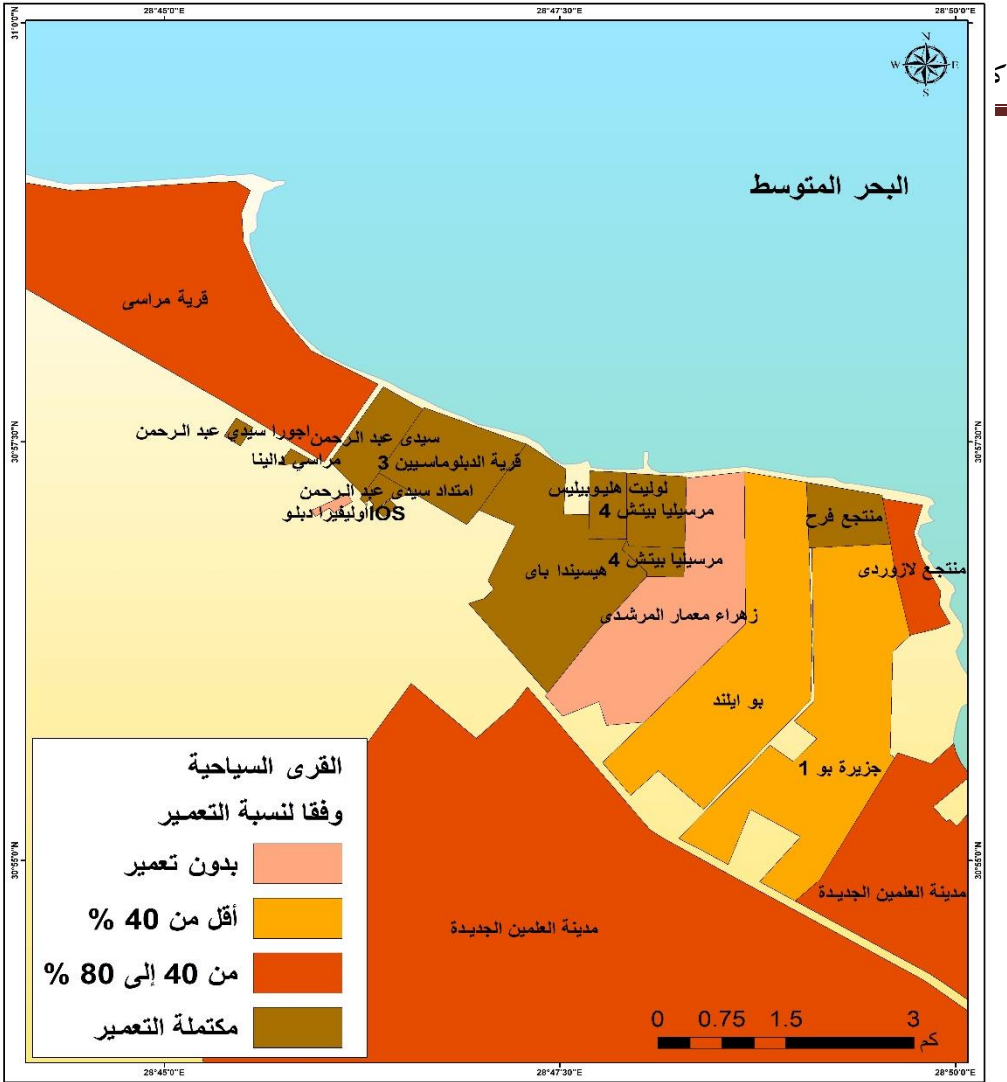 28°45'0"E
28°47'30"E
28°50'0"E
31°0'0"N
N
W
E
S
البحر المتوسط
قرية مراسى
30°57'30"N
30°57'30"N
اجورا سيدي عبد الرحمن
سيدى عبد الرحمن
مراسي دالينا
قرية الدبلوماسيين 3
امتداد سيدى عبد الرحمن
اوليفيرا دبلو IOS
لوليت هليوبيليس
مرسيليا بيتش 4
مرسيليا بيتش 4
هيسيندا باى
منتجع فرح
منتجع لازوردى
زهراء معمار المرشدى
بو ايلند
جزيرة بو 1
مدينة العلمين الجديدة
مدينة العلمين الجديدة
30°55'0"N
30°55'0"N
القرى السياحية
وفقا لنسبة التعمير
بدون تعمير
أقل من 40 %
من 40 إلى 80 %
مكتملة التعمير
0 0.75 1.5 3
كم
28°45'0"E
28°47'30"E
28°50'0"E